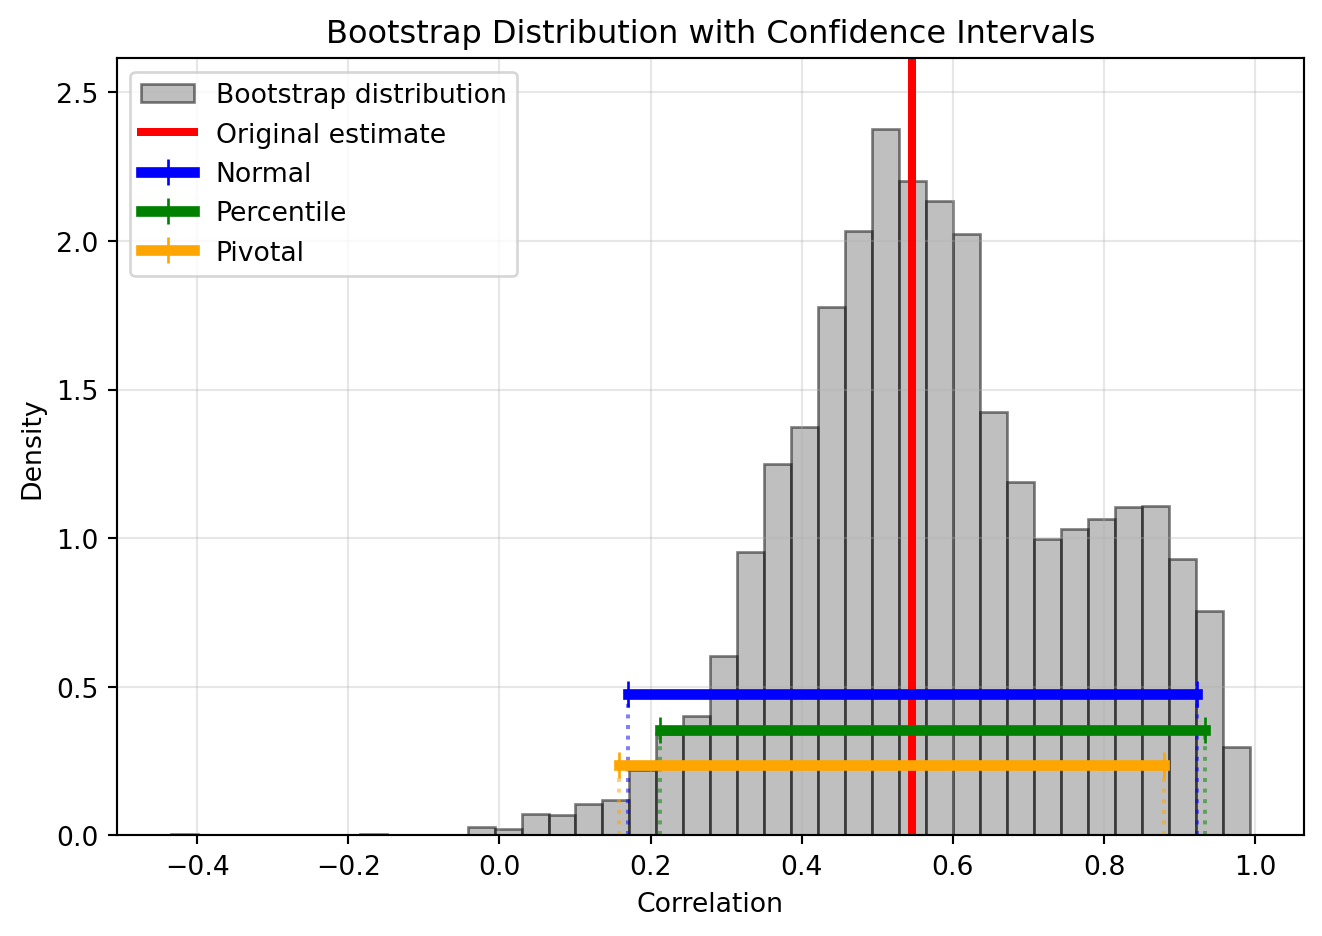 Bootstrap Distribution with Confidence Intervals
Bootstrap distribution
Original estimate
Normal
Percentile
Pivotal
Density
2.5
2.0
1.5
1.0
0.5
0.0
−0.4 −0.2 0.0 0.2 0.4 0.6 0.8 1.0
Correlation